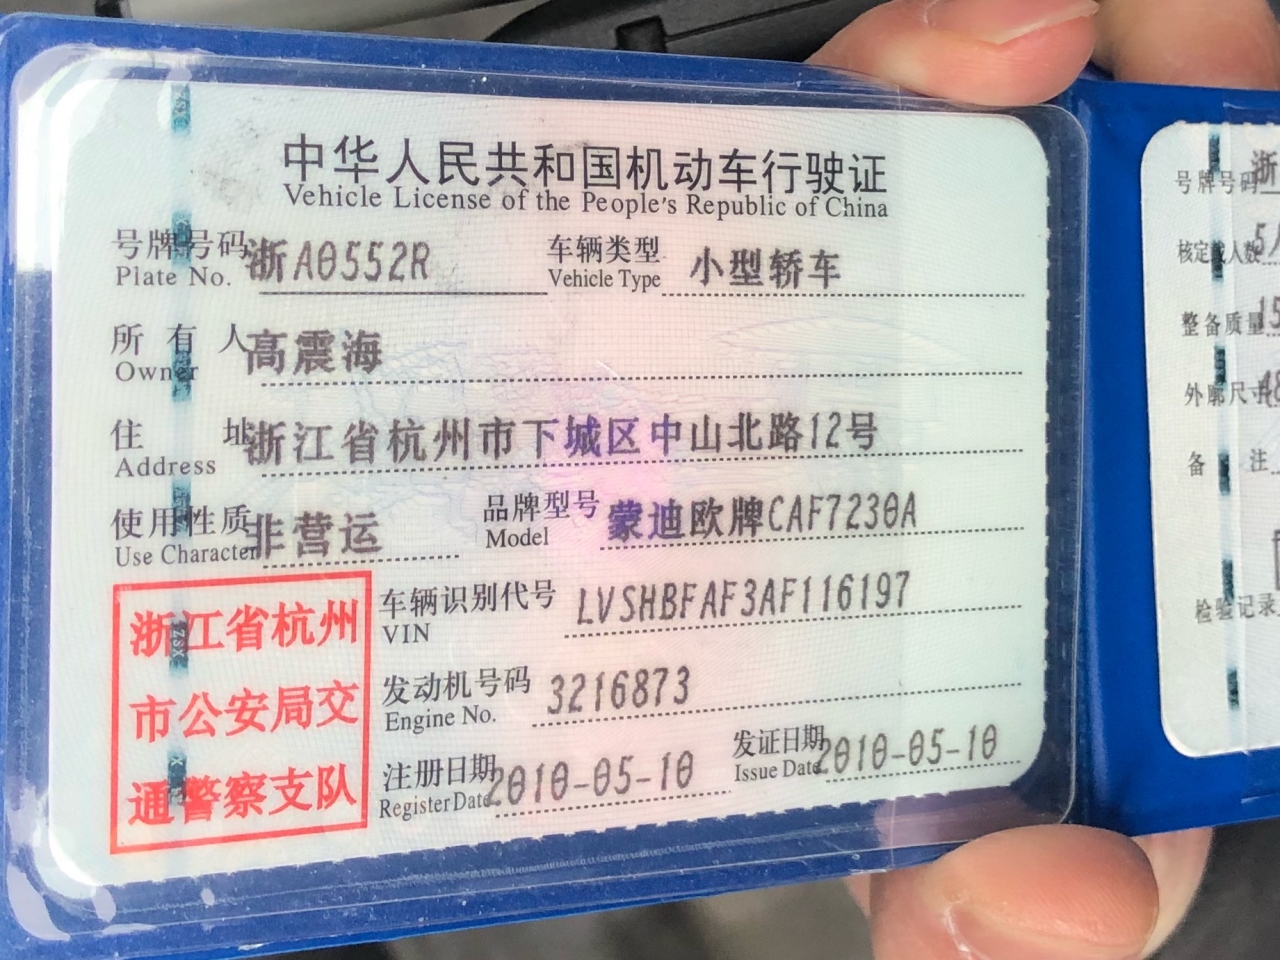 中华人民共和国机动车行驶证
Vehicle License of the People's Republic of China
号牌号码 浙A0552R 车辆类型 小型轿车
Plate No. Vehicle Type
所有人 高震海
Owner
住址 浙江省杭州市下城区中山北路12号
Address
使用性质 非营运 品牌型号 蒙迪欧牌CAF7230A
Use Character Model
浙江省杭州
市公安局交
通警察支队
车辆识别代号 LVSHBFAF3AF116197
VIN
发动机号码 3216873
Engine No.
注册日期 2010-05-10 发证日期 2010-05-10
Register Date Issue Date
号牌号码 浙
核定载人数 5
整备质量 15
外廓尺寸
备注
检验记录